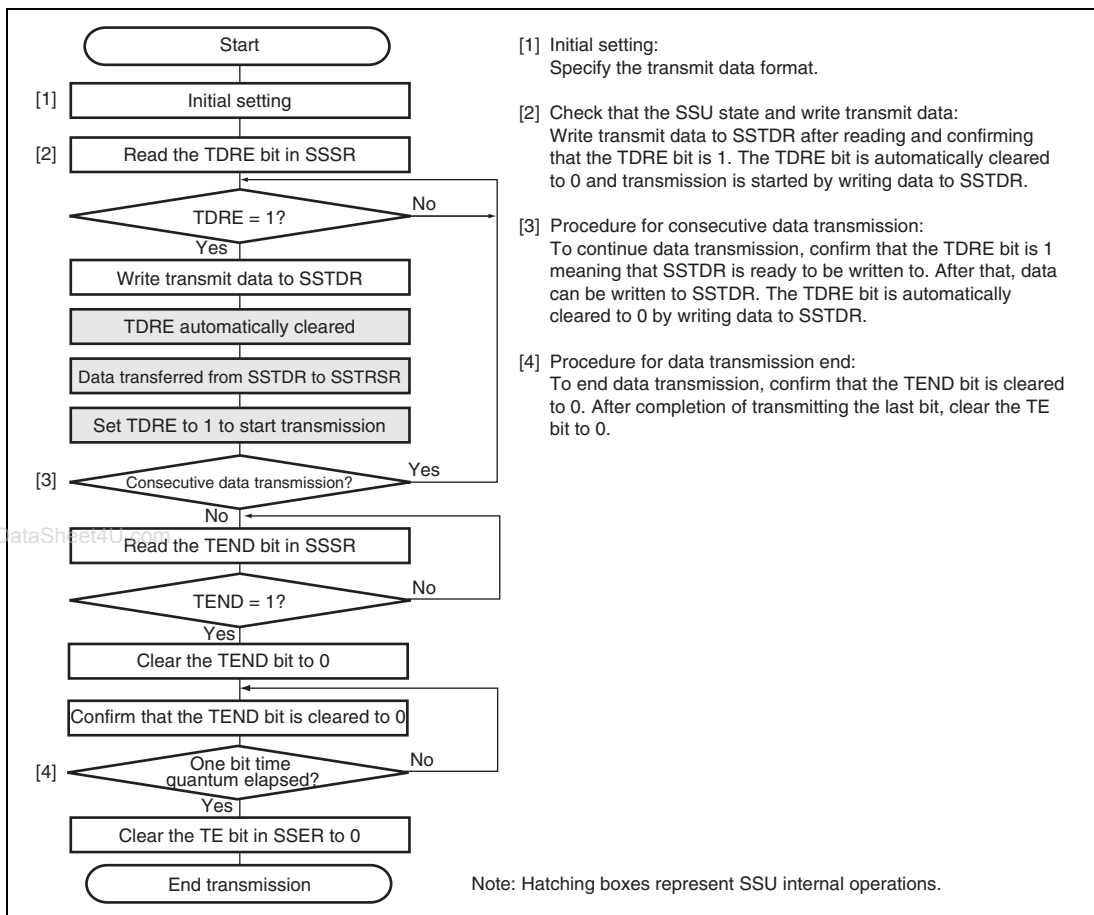 Start
[1] Initial setting
[2] Read the TDRE bit in SSSR
TDRE = 1?
No
Yes
Write transmit data to SSTDR
TDRE automatically cleared
Data transferred from SSTDR to SSTRSR
Set TDRE to 1 to start transmission
[3] Consecutive data transmission?
Yes
No
DataSheet4U.com
Read the TEND bit in SSSR
TEND = 1?
No
Yes
Clear the TEND bit to 0
Confirm that the TEND bit is cleared to 0
[4] One bit time
quantum elapsed?
No
Yes
Clear the TE bit in SSER to 0
End transmission
[1] Initial setting:
Specify the transmit data format.
[2] Check that the SSU state and write transmit data:
Write transmit data to SSTDR after reading and confirming
that the TDRE bit is 1. The TDRE bit is automatically cleared
to 0 and transmission is started by writing data to SSTDR.
[3] Procedure for consecutive data transmission:
To continue data transmission, confirm that the TDRE bit is 1
meaning that SSTDR is ready to be written to. After that, data
can be written to SSTDR. The TDRE bit is automatically
cleared to 0 by writing data to SSTDR.
[4] Procedure for data transmission end:
To end data transmission, confirm that the TEND bit is cleared
to 0. After completion of transmitting the last bit, clear the TE
bit to 0.
Note: Hatching boxes represent SSU internal operations.